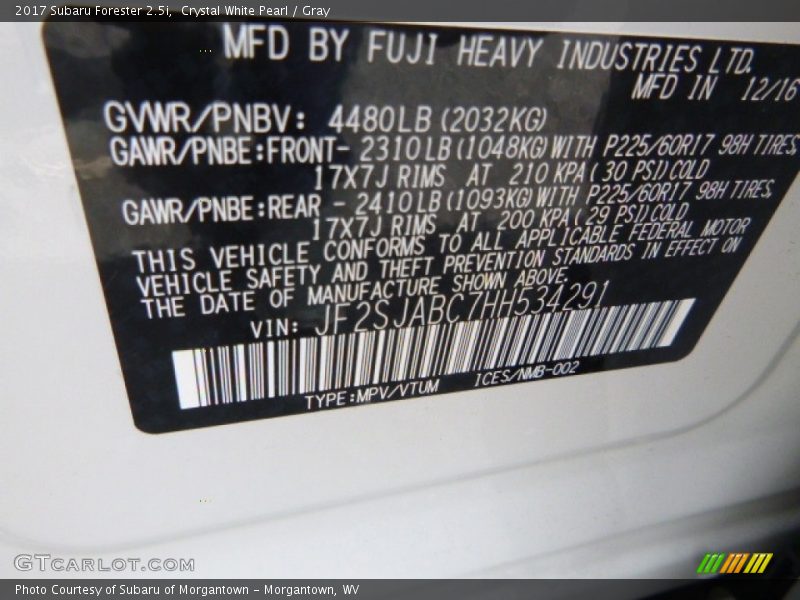 2017 Subaru Forester 2.5i,  Crystal White Pearl / Gray
MFD BY FUJI HEAVY INDUSTRIES LTD.
MFD IN 12/16
GVWR/PNBV: 4480LB (2032KG)
GAWR/PNBE:FRONT- 2310LB (1048KG) WITH P225/60R17 98H TIRES,
17X7J RIMS AT 210 KPA (30 PSI) COLD
GAWR/PNBE:REAR - 2410LB (1093KG) WITH P225/60R17 98H TIRES,
17X7J RIMS AT 200 KPA (29 PSI) COLD
THIS VEHICLE CONFORMS TO ALL APPLICABLE FEDERAL MOTOR
VEHICLE SAFETY AND THEFT PREVENTION STANDARDS IN EFFECT ON
THE DATE OF MANUFACTURE SHOWN ABOVE.
VIN: JF2SJABC7HH534291
TYPE:MPV/VTUM ICES/NMB-002
GTCARLOT.COM
Photo Courtesy of Subaru of Morgantown - Morgantown, WV